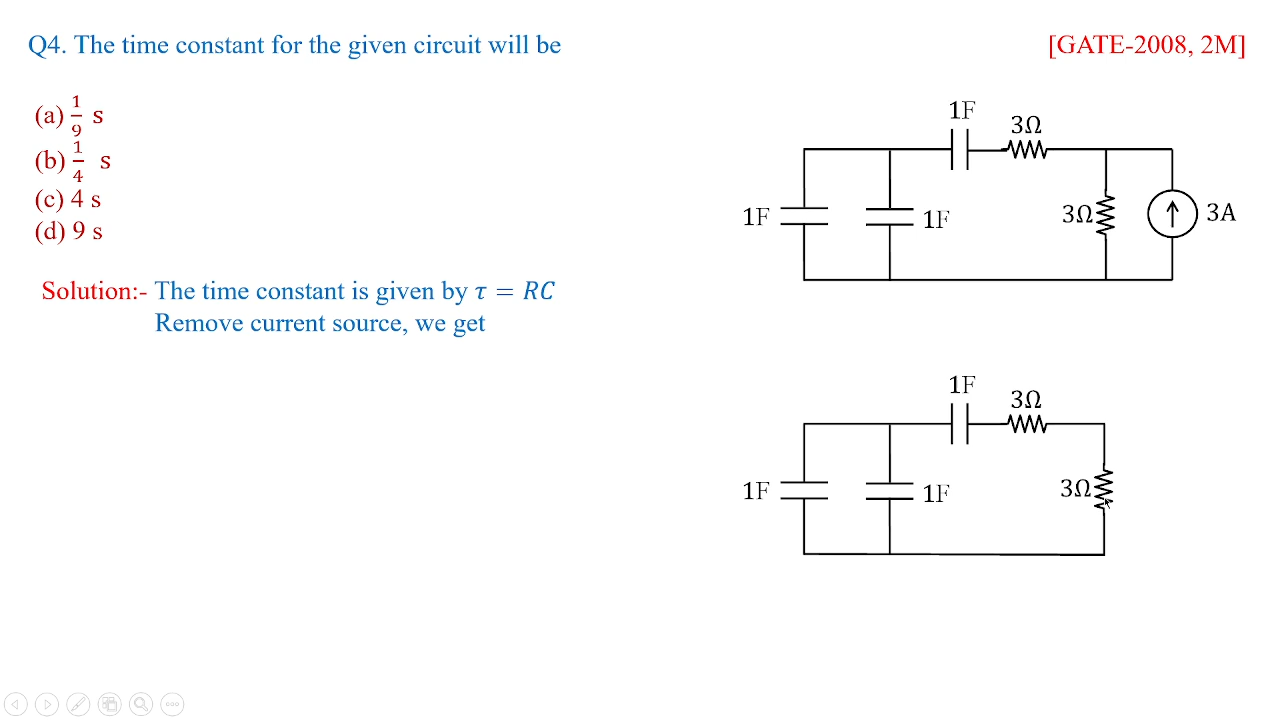 Q4. The time constant for the given circuit will be
[GATE-2008, 2M]
(a) 1/9 s
(b) 1/4 s
(c) 4 s
(d) 9 s
Solution:- The time constant is given by τ = RC
Remove current source, we get
1F
3Ω
1F
1F
3Ω
3A
1F
3Ω
1F
1F
3Ω